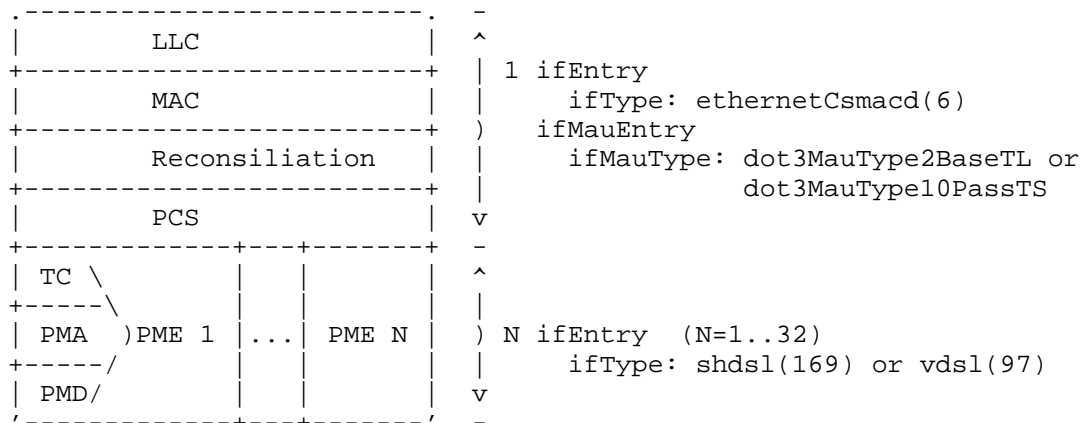 .-------------------------.  -
|        LLC              |  ^
+-------------------------+  | 1 ifEntry
|        MAC              |  |     ifType: ethernetCsmacd(6)
+-------------------------+  )   ifMauEntry
|        Reconsiliation   |  |     ifMauType: dot3MauType2BaseTL or
+-------------------------+  |                dot3MauType10PassTS
|        PCS              |  v
+-------------+---+-------+  -
| TC \        |   |       |  ^
+-----\       |   |       |  |
| PMA  )PME 1 |...| PME N |  ) N ifEntry  (N=1..32)
+-----/       |   |       |  |     ifType: shdsl(169) or vdsl(97)
| PMD/        |   |       |  v
'-------------+---+-------'  -